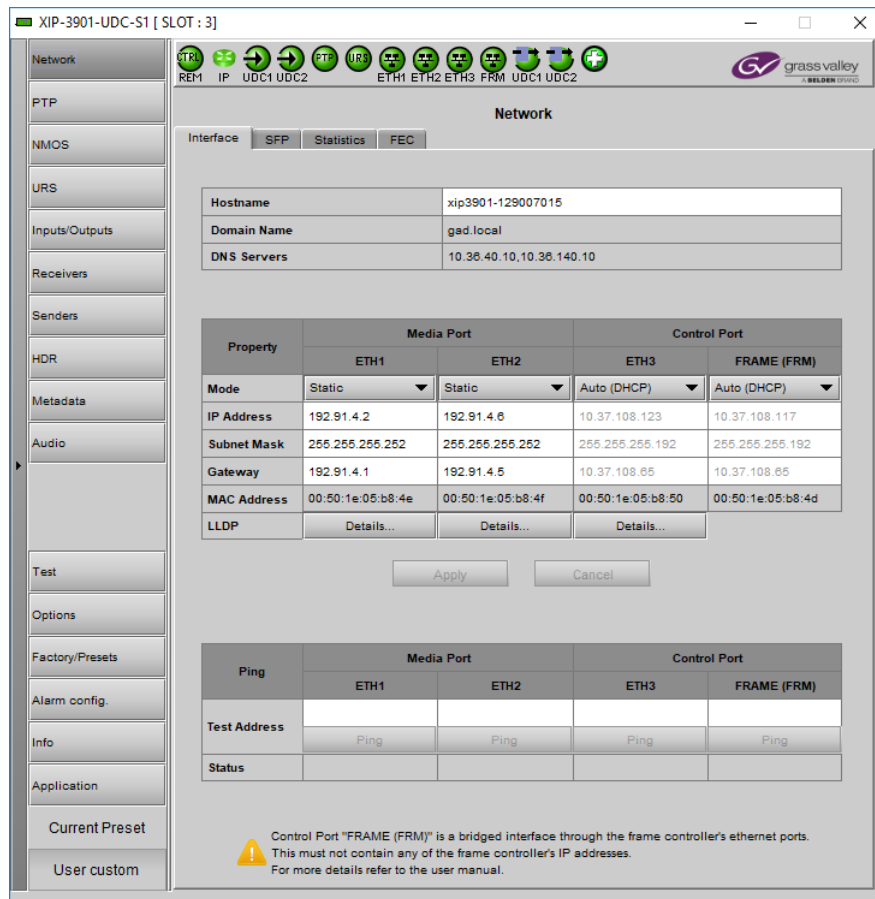 XIP-3901-UDC-S1 [ SLOT : 3]
CTRL PTP URS
REM IP UDC1 UDC2 ETH1 ETH2 ETH3 FRM UDC1 UDC2
GV grass valley
A BELDEN BRAND
Network
PTP
NMOS
URS
Inputs/Outputs
Receivers
Senders
HDR
Metadata
Audio
Test
Options
Factory/Presets
Alarm config.
Info
Application
Current Preset
User custom
Network
Interface SFP Statistics FEC
Hostname xip3901-129007015
Domain Name gad.local
DNS Servers 10.36.40.10,10.36.140.10
Property Media Port Control Port
ETH1 ETH2 ETH3 FRAME (FRM)
Mode Static Static Auto (DHCP) Auto (DHCP)
IP Address 192.91.4.2 192.91.4.6 10.37.108.123 10.37.108.117
Subnet Mask 255.255.255.252 255.255.255.252 255.255.255.192 255.255.255.192
Gateway 192.91.4.1 192.91.4.5 10.37.108.65 10.37.108.65
MAC Address 00:50:1e:05:b8:4e 00:50:1e:05:b8:4f 00:50:1e:05:b8:50 00:50:1e:05:b8:4d
LLDP Details... Details... Details...
Apply Cancel
Ping Media Port Control Port
ETH1 ETH2 ETH3 FRAME (FRM)
Test Address
Ping Ping Ping Ping
Status
Control Port "FRAME (FRM)" is a bridged interface through the frame controller's ethernet ports.
This must not contain any of the frame controller's IP addresses.
For more details refer to the user manual.